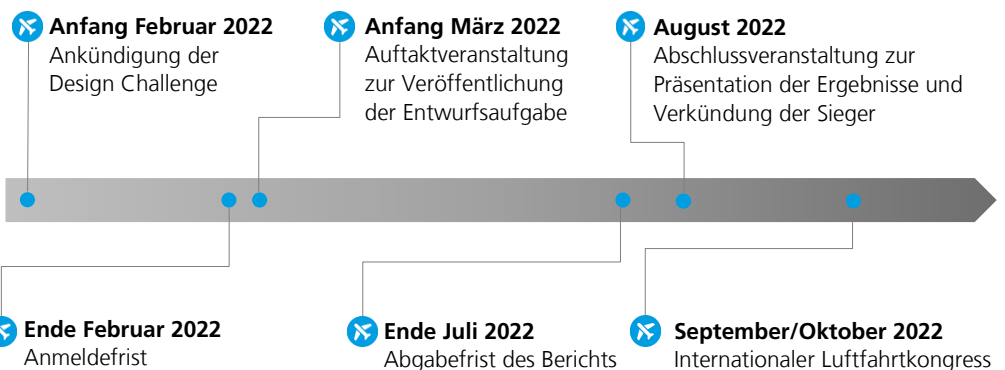 Anfang Februar 2022
Ankündigung der
Design Challenge
Anfang März 2022
Auftaktveranstaltung
zur Veröffentlichung
der Entwurfsaufgabe
August 2022
Abschlussveranstaltung zur
Präsentation der Ergebnisse und
Verkündung der Sieger
Ende Februar 2022
Anmeldefrist
Ende Juli 2022
Abgabefrist des Berichts
September/Oktober 2022
Internationaler Luftfahrtkongress